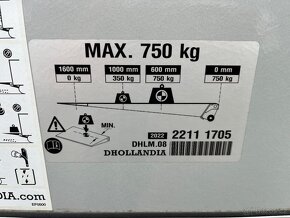 MAX. 750 kg
1600 mm
0 kg
1000 mm
350 kg
600 mm
750 kg
0 mm
750 kg
MIN.
2022
2211 1705
DHLM.08
DHOLLANDIA
DIA.com